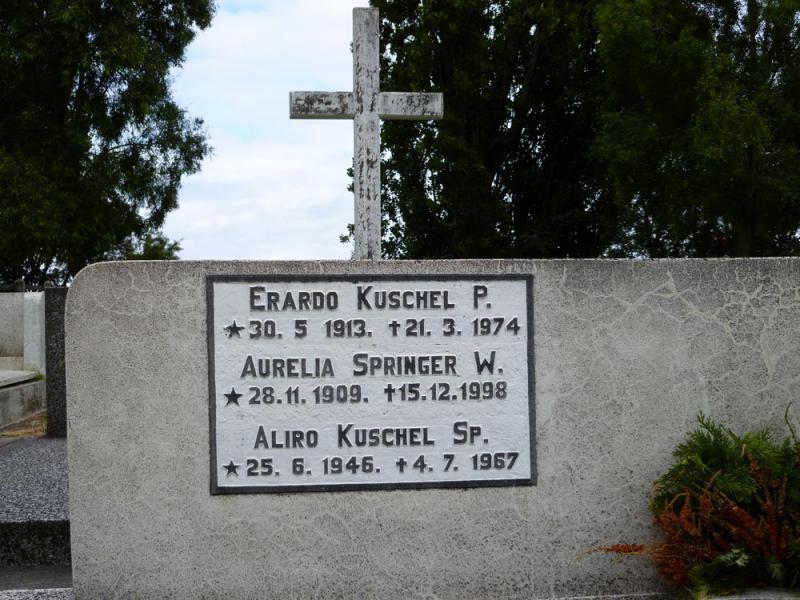 Erardo Kuschel P.
★30. 5 1913. ✝21. 3. 1974
Aurelia Springer W.
★28.11.1909. ✝15.12.1998
Aliro Kuschel Sp.
★25. 6. 1946. ✝4. 7. 1967